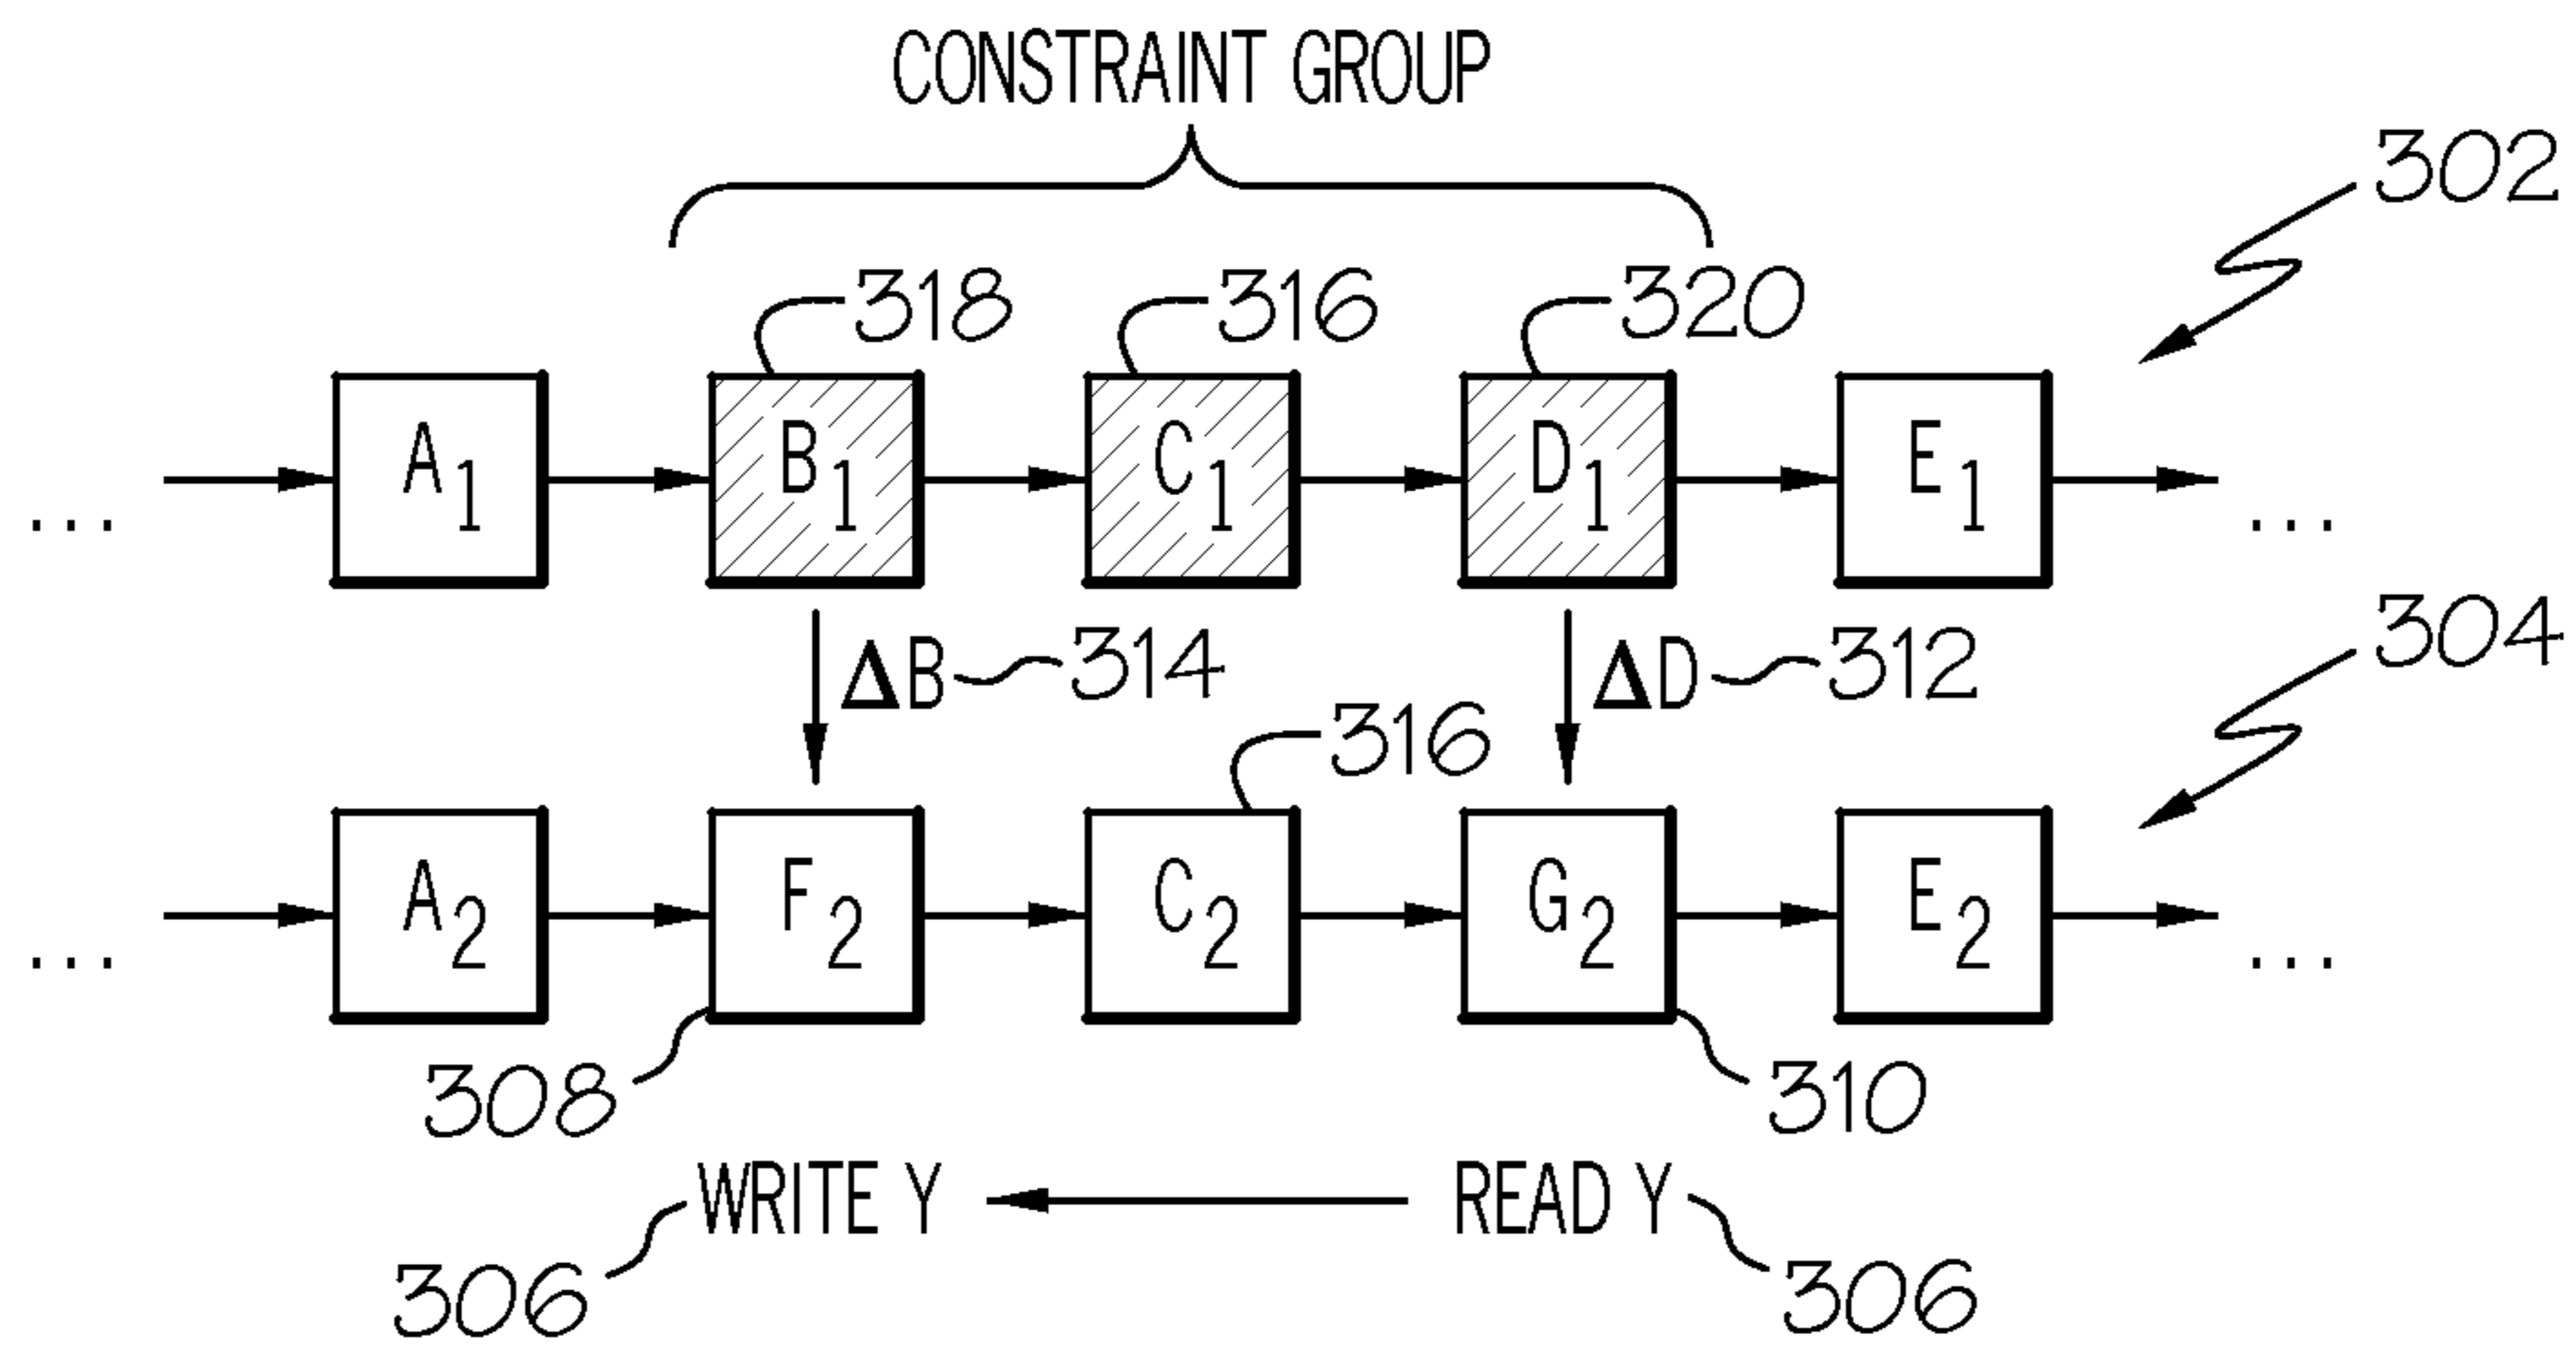 CONSTRAINT GROUP
302
318 316 320
... A1 B1 C1 D1 E1 ...
304
ΔB 314 ΔD 312
316
... A2 F2 C2 G2 E2 ...
308 310
WRITE Y READ Y
306 306